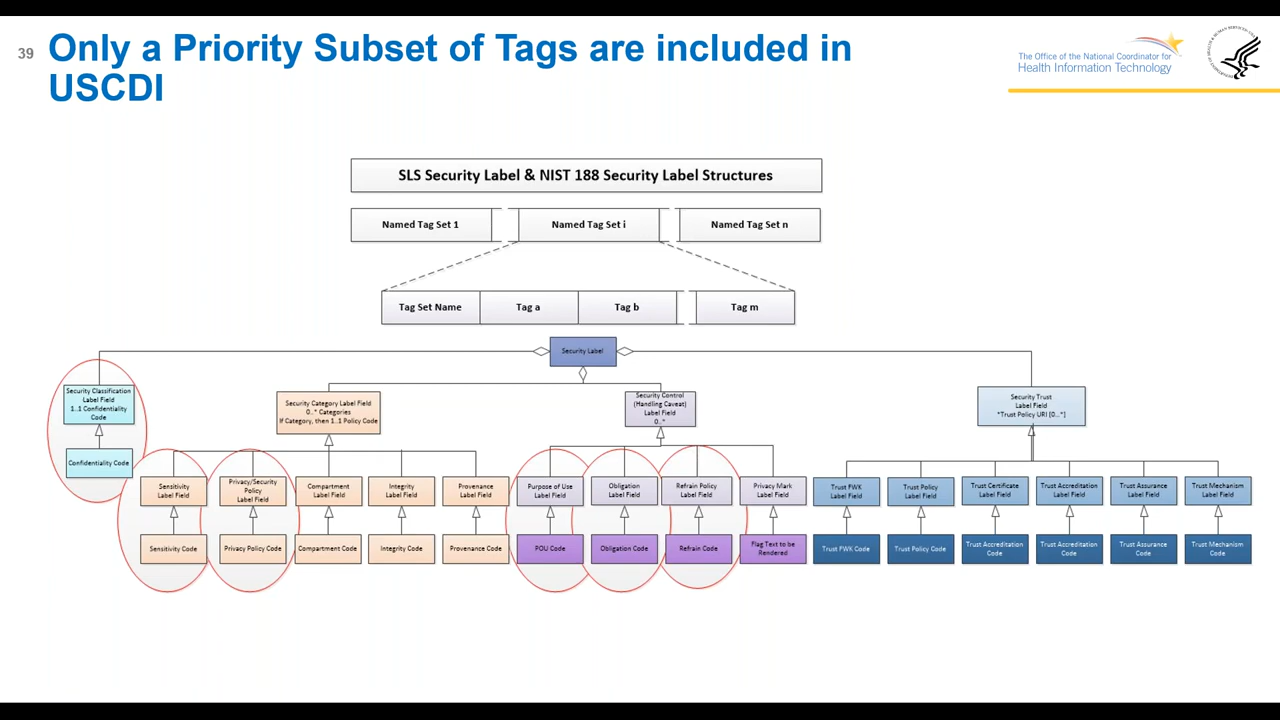 39
Only a Priority Subset of Tags are included in
USCDI
The Office of the National Coordinator for
Health Information Technology
SLS Security Label & NIST 188 Security Label Structures
Named Tag Set 1
Named Tag Set i
Named Tag Set n
Tag Set Name
Tag a
Tag b
Tag m
Security Label
Security Classification
Label Field
1..1 Confidentiality
Code
Confidentiality Code
Security Category Label Field
0..* Categories
If Category, then 1..1 Policy Code
Security Control
(Handling Caveat)
Label Field
0..*
Security Trust
Label Field
*Trust Policy URI [0..*]
Sensitivity
Label Field
Privacy/Security
Policy
Label Field
Compartment
Label Field
Integrity
Label Field
Provenance
Label Field
Purpose of Use
Label Field
Obligation
Label Field
Refrain Policy
Label Field
Privacy Mark
Label Field
Trust FWK
Label Field
Trust Policy
Label Field
Trust Certificate
Label Field
Trust Accreditation
Label Field
Trust Assurance
Label Field
Trust Mechanism
Label Field
Sensitivity Code
Privacy Policy Code
Compartment Code
Integrity Code
Provenance Code
POU Code
Obligation Code
Refrain Code
Flag Text to be
Rendered
Trust FWK Code
Trust Policy Code
Trust Accreditation
Code
Trust Accreditation
Code
Trust Assurance
Code
Trust Mechanism
Code